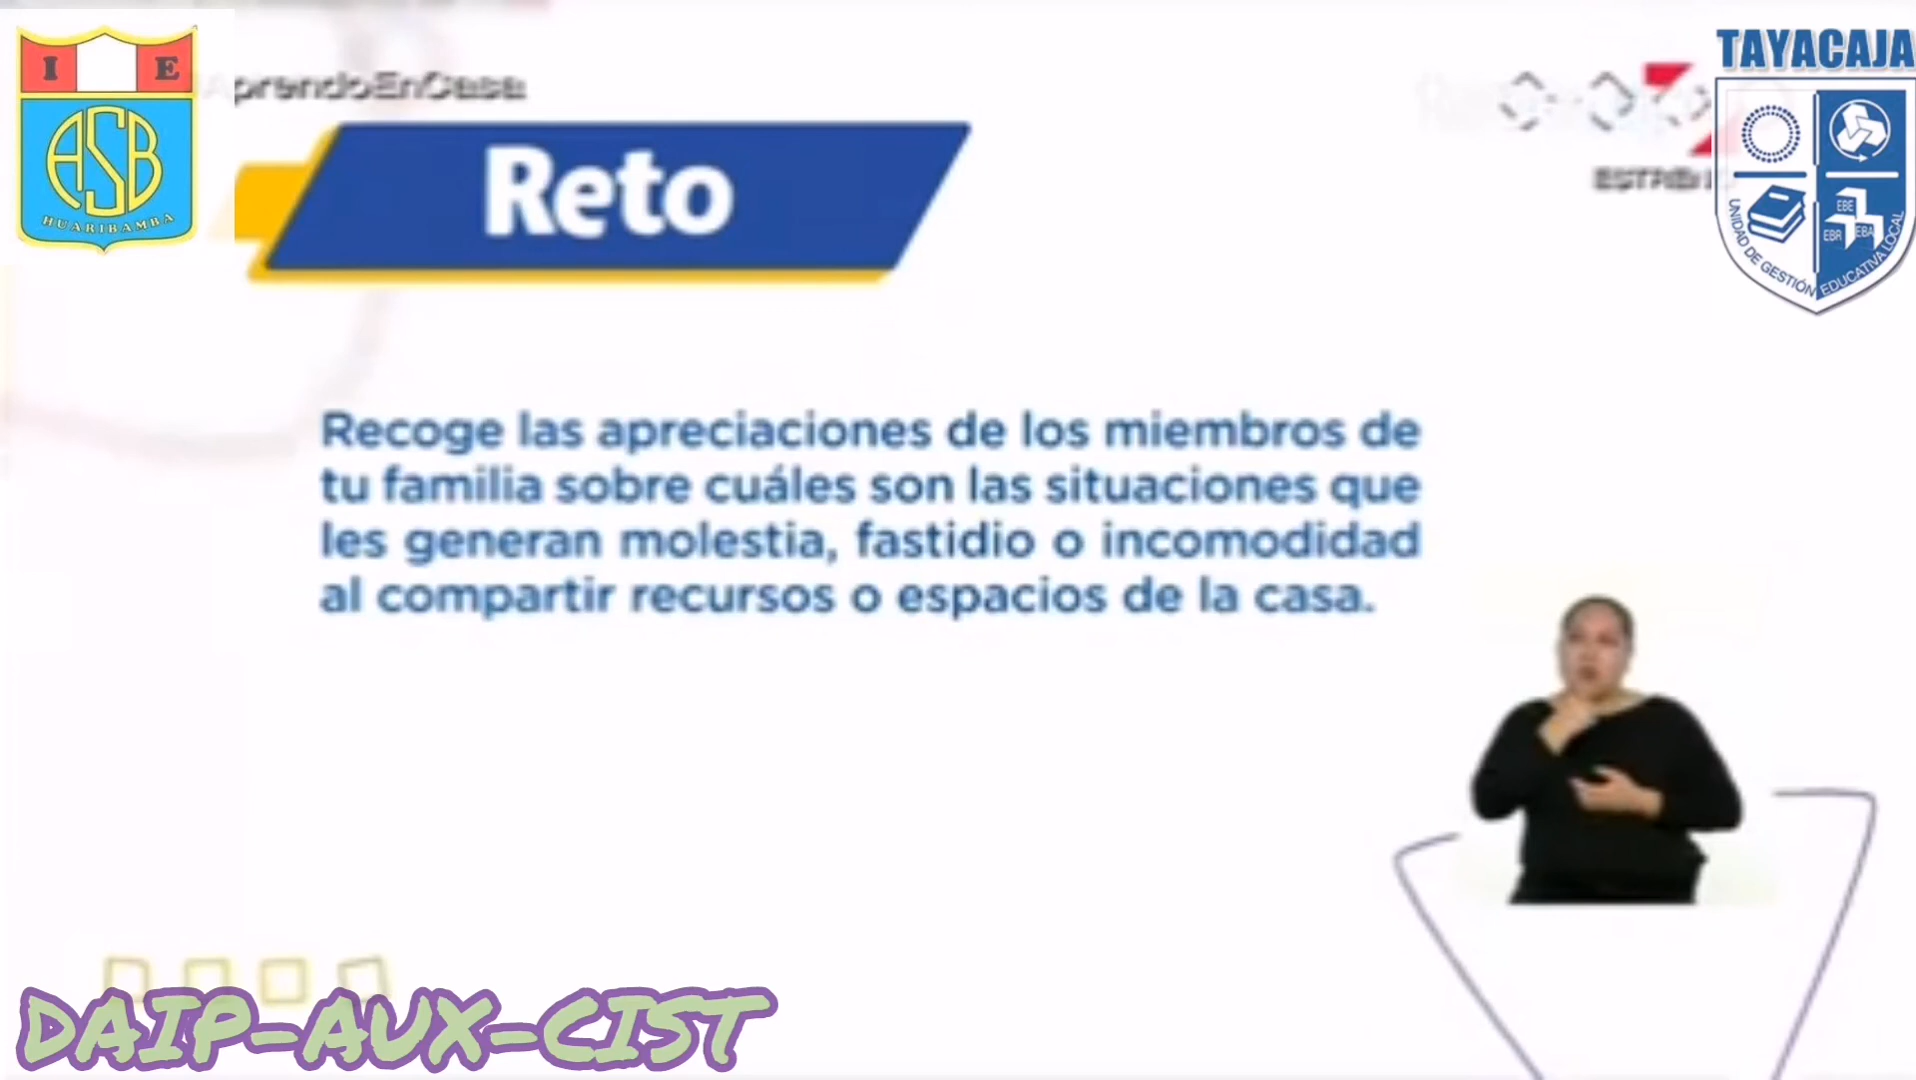 I E
ASB
HUARIBAMBA
AprendoEnCasa
TAYACAJA
EBE
EBR EBA
UNIDAD DE GESTIÓN EDUCATIVA LOCAL
Reto
Recoge las apreciaciones de los miembros de
tu familia sobre cuáles son las situaciones que
les generan molestia, fastidio o incomodidad
al compartir recursos o espacios de la casa.
DAIP-AUX-CIST